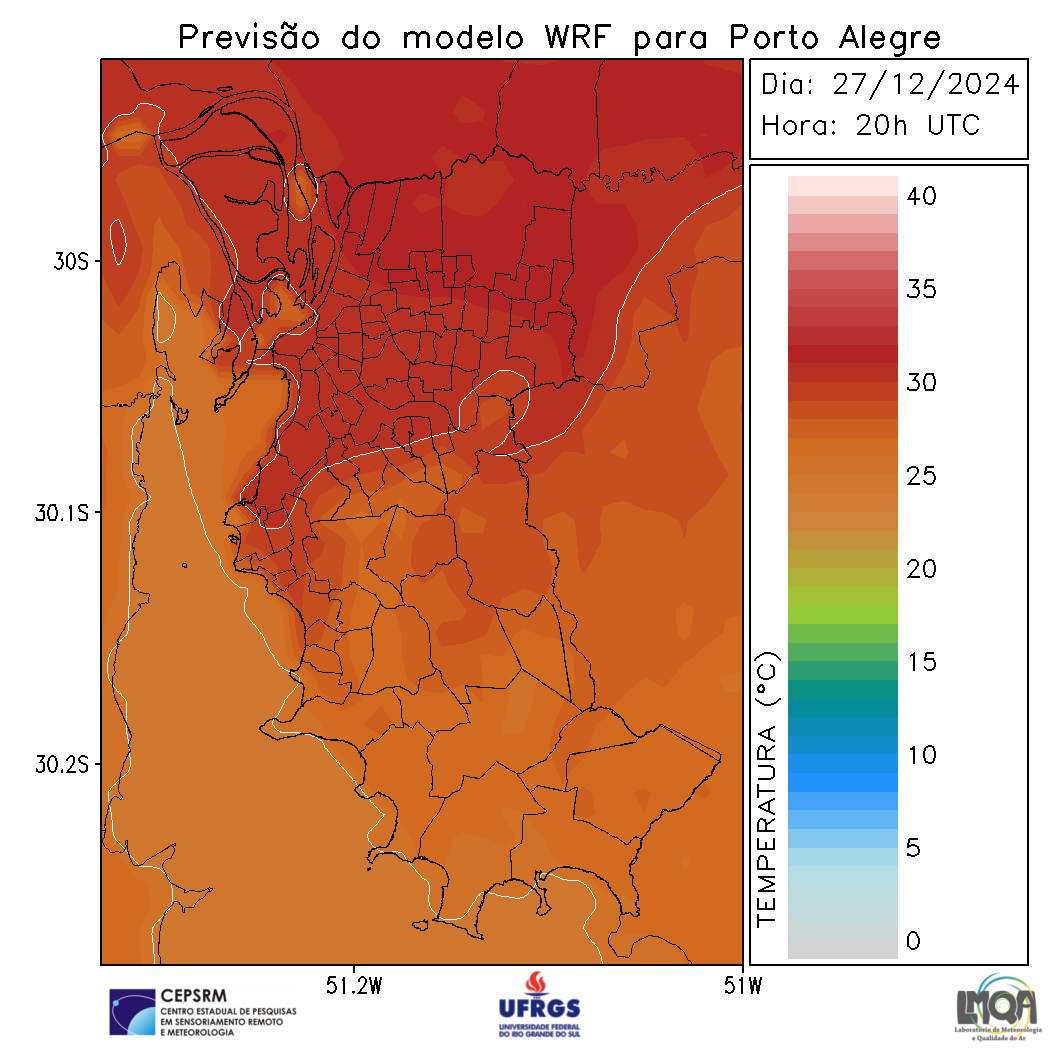 Previsão do modelo WRF para Porto Alegre
Dia: 27/12/2024
Hora: 20h UTC
40
35
30
25
20
15
10
5
0
TEMPERATURA (°C)
30S
30.1S
30.2S
51.2W
51W
CEPSRM
CENTRO ESTADUAL DE PESQUISAS
EM SENSORIAMENTO REMOTO
E METEOROLOGIA
UFRGS
UNIVERSIDADE FEDERAL
DO RIO GRANDE DO SUL
LMQA
Laboratório de Meteorologia
e Qualidade do Ar